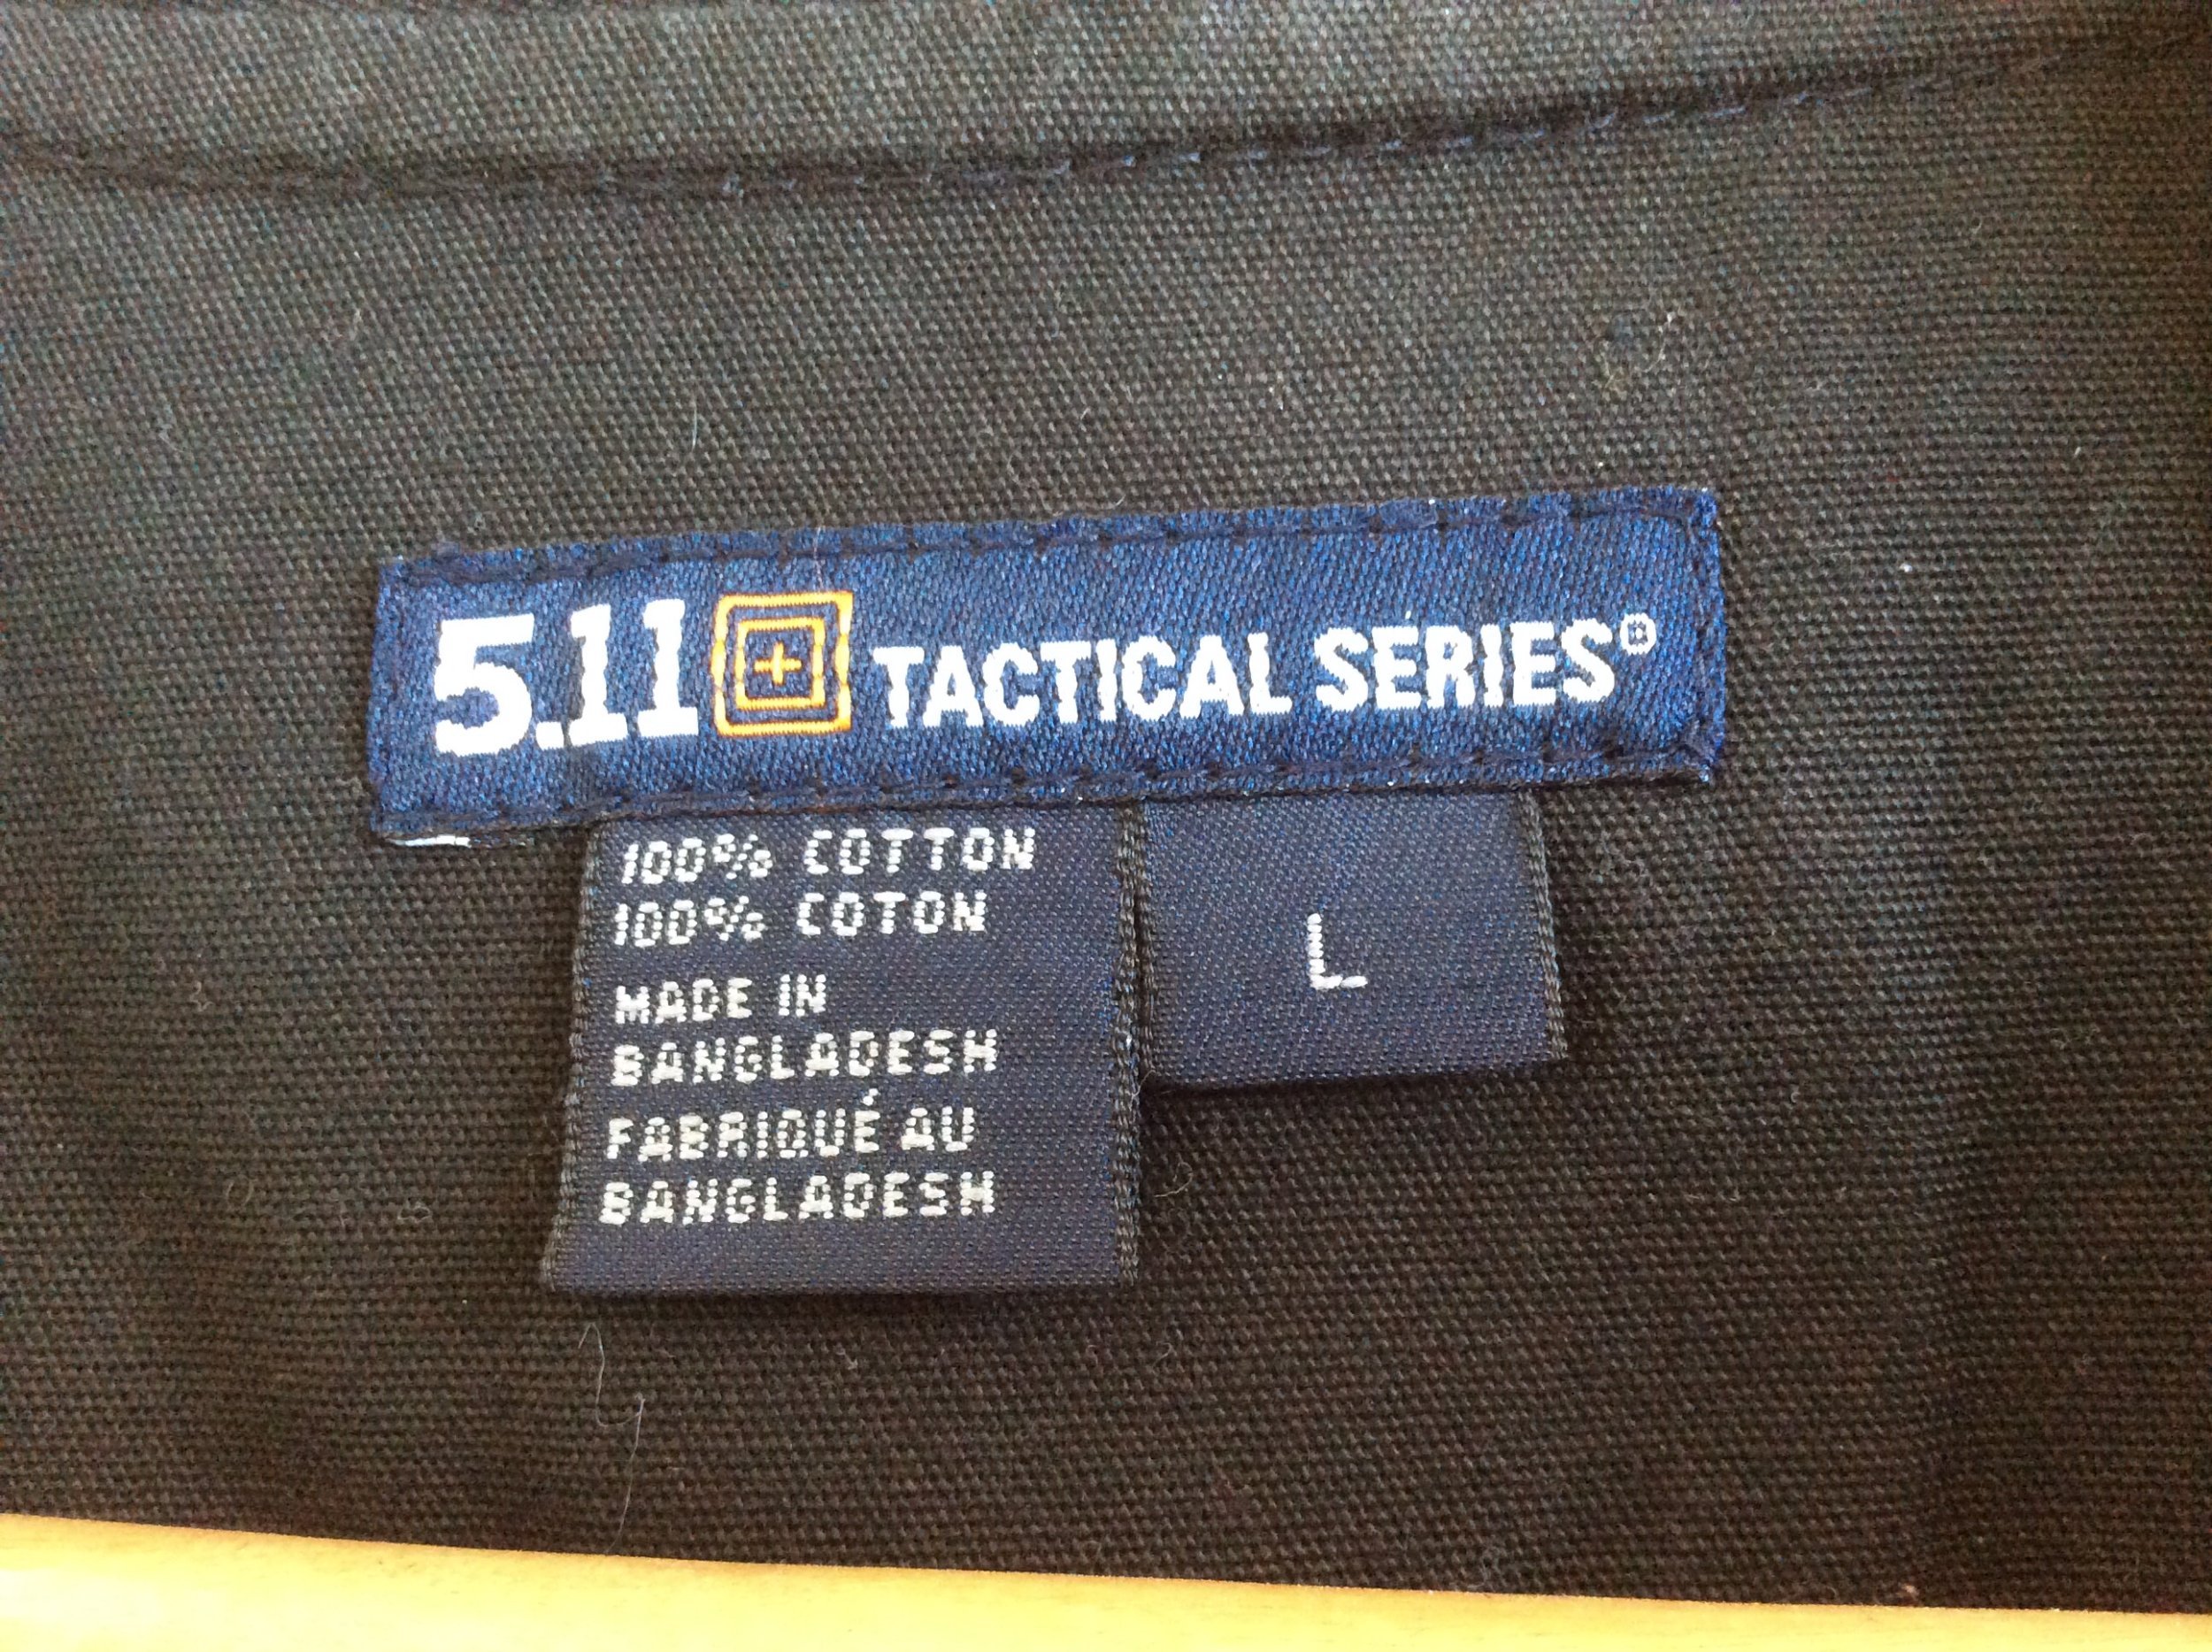 5.11 TACTICAL SERIES®
100% COTTON
100% COTON
MADE IN
BANGLADESH
FABRIQUÉ AU
BANGLADESH
L